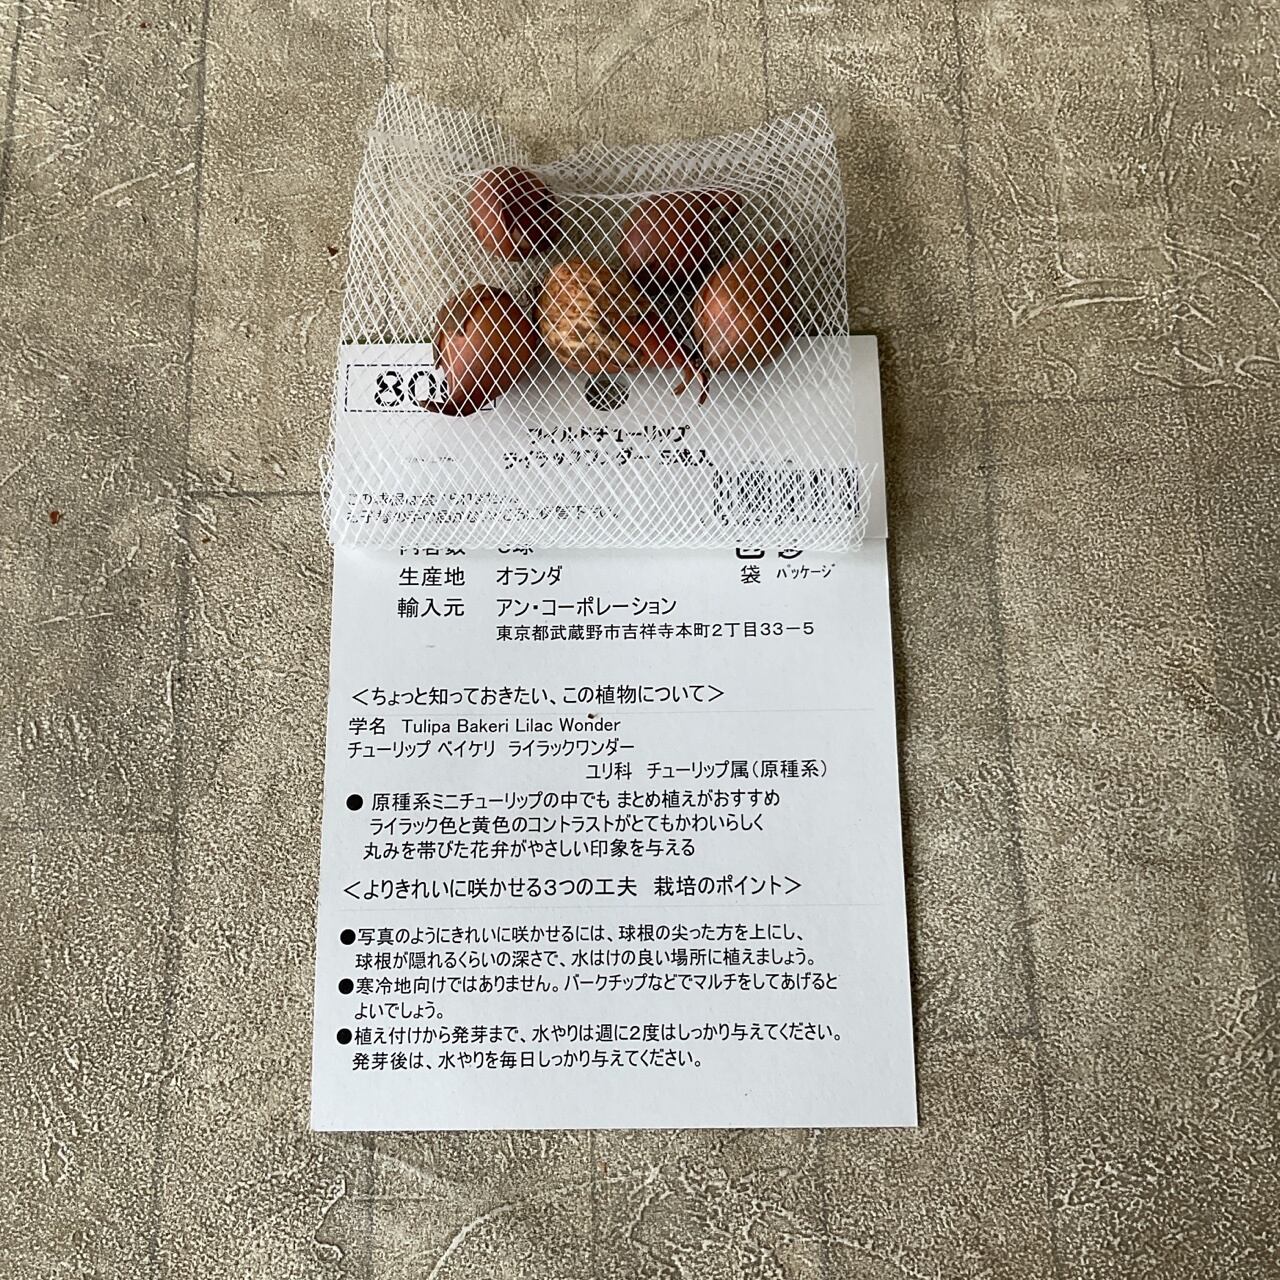 ワイルドチューリップ
ライラックワンダー
生産地 オランダ
袋 パッケージ
輸入元 アン・コーポレーション
東京都武蔵野市吉祥寺本町2丁目33－5
＜ちょっと知っておきたい、この植物について＞
学名 Tulipa Bakeri Lilac Wonder
チューリップ ベイケリ ライラックワンダー
ユリ科 チューリップ属（原種系）
● 原種系ミニチューリップの中でも まとめ植えがおすすめ
ライラック色と黄色のコントラストがとてもかわいらしく
丸みを帯びた花弁がやさしい印象を与える
＜よりきれいに咲かせる3つの工夫 栽培のポイント＞
●写真のようにきれいに咲かせるには、球根の尖った方を上にし、
球根が隠れるくらいの深さで、水はけの良い場所に植えましょう。
●寒冷地向けではありません。バークチップなどでマルチをしてあげると
よいでしょう。
●植え付けから発芽まで、水やりは週に2度はしっかり与えてください。
発芽後は、水やりを毎日しっかり与えてください。